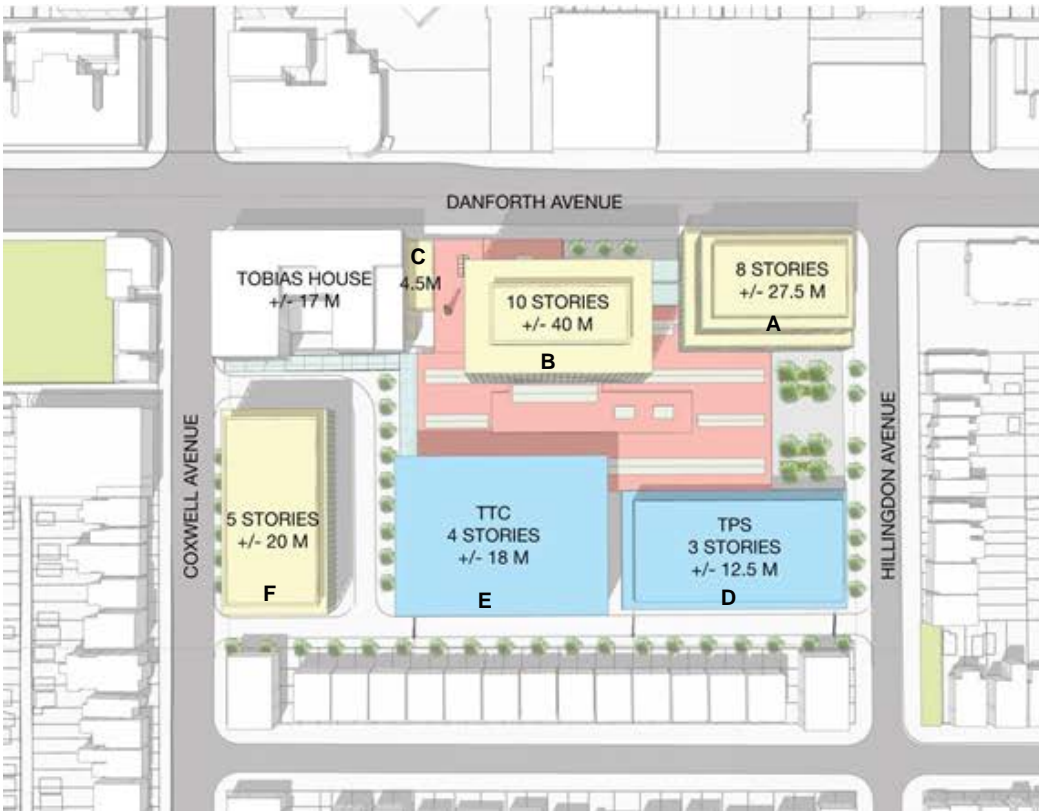 DANFORTH AVENUE
TOBIAS HOUSE
+/- 17 M
C
4.5M
10 STORIES
+/- 40 M
B
8 STORIES
+/- 27.5 M
A
COXWELL AVENUE
HILLINGDON AVENUE
5 STORIES
+/- 20 M
F
TTC
4 STORIES
+/- 18 M
E
TPS
3 STORIES
+/- 12.5 M
D